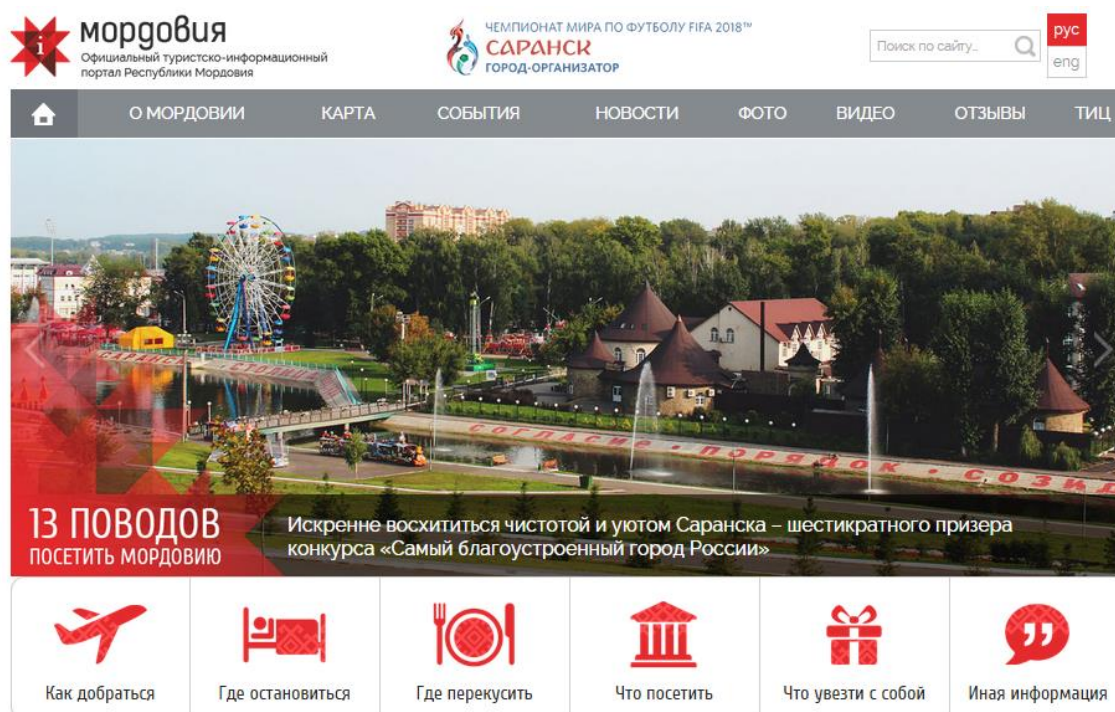 мордовия
Официальный туристско-информационный
портал Республики Мордовия
ЧЕМПИОНАТ МИРА ПО ФУТБОЛУ FIFA 2018™
САРАНСК
ГОРОД-ОРГАНИЗАТОР
Поиск по сайту...
рус
eng
О МОРДОВИИ КАРТА СОБЫТИЯ НОВОСТИ ФОТО ВИДЕО ОТЗЫВЫ ТИЦ
САРАНСК СТОЛИ
СОГЛАСИЕ • ПОРЯДОК • СОЗИД
13 ПОВОДОВ
ПОСЕТИТЬ МОРДОВИЮ
Искренне восхититься чистотой и уютом Саранска – шестикратного призера
конкурса «Самый благоустроенный город России»
Как добраться Где остановиться Где перекусить Что посетить Что увезти с собой Иная информация